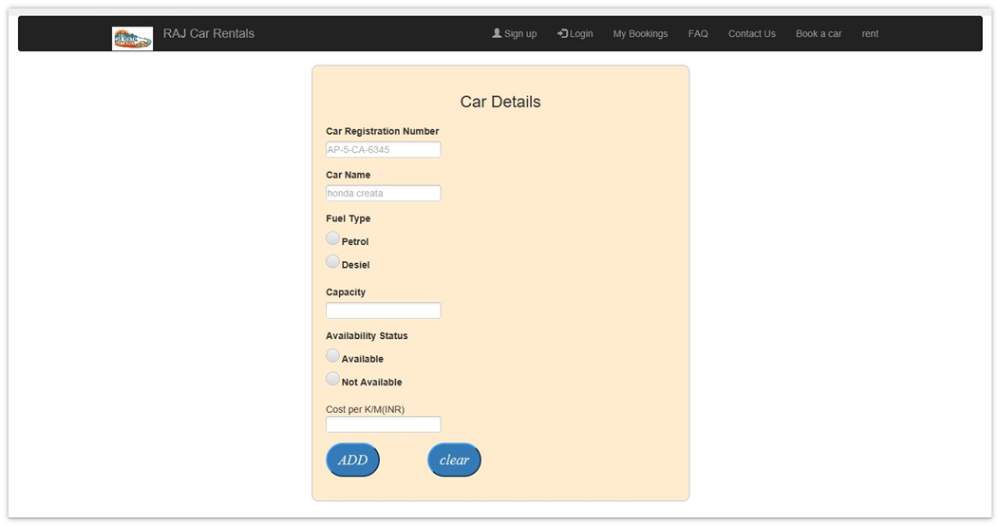 RAJ Car Rentals
Sign up Login My Bookings FAQ Contact Us Book a car rent
Car Details
Car Registration Number
AP-5-CA-6345
Car Name
honda creata
Fuel Type
Petrol
Desiel
Capacity
Availability Status
Available
Not Available
Cost per K/M(INR)
ADD clear